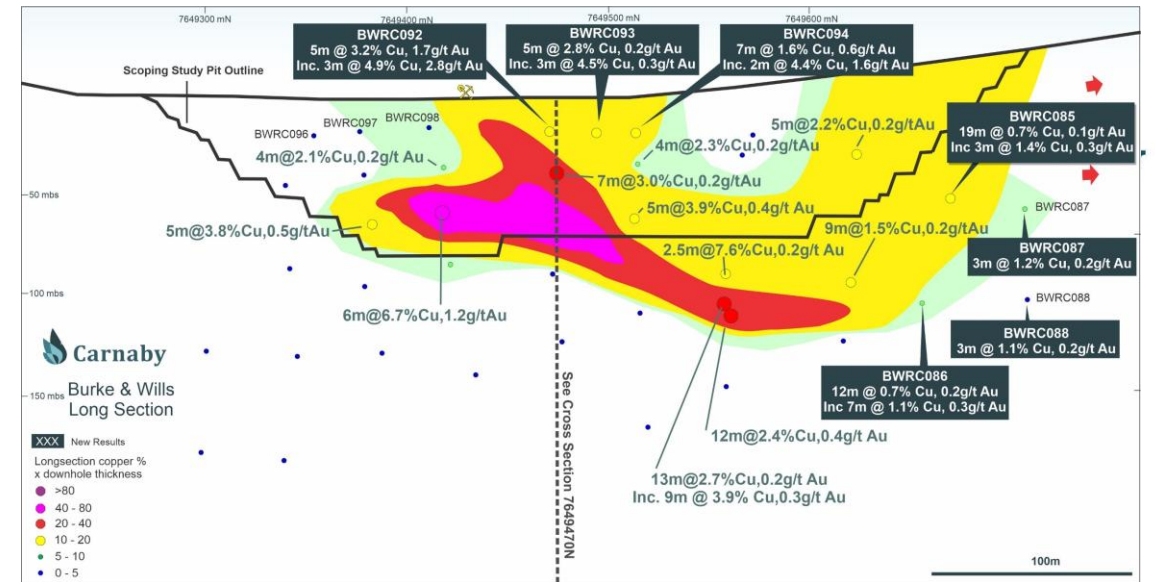 7649300 mN
7649400 mN
7649500 mN
7649600 mN
BWRC092
5m @ 3.2% Cu, 1.7g/t Au
Inc. 3m @ 4.9% Cu, 2.8g/t Au
BWRC093
5m @ 2.8% Cu, 0.2g/t Au
Inc. 3m @ 4.5% Cu, 0.3g/t Au
BWRC094
7m @ 1.6% Cu, 0.6g/t Au
Inc. 2m @ 4.4% Cu, 1.6g/t Au
Scoping Study Pit Outline
BWRC096
BWRC097
BWRC098
4m@2.1%Cu,0.2g/t Au
4m@2.3%Cu,0.2g/tAu
5m@2.2%Cu,0.2g/tAu
BWRC085
19m @ 0.7% Cu, 0.1g/t Au
Inc 3m @ 1.4% Cu, 0.3g/t Au
7m@3.0%Cu,0.2g/tAu
50 mbs
5m@3.9%Cu,0.4g/t Au
5m@3.8%Cu,0.5g/tAu
9m@1.5%Cu,0.2g/tAu
2.5m@7.6%Cu,0.2g/t Au
BWRC087
BWRC087
3m @ 1.2% Cu, 0.2g/t Au
100 mbs
6m@6.7%Cu,1.2g/tAu
BWRC088
BWRC088
3m @ 1.1% Cu, 0.2g/t Au
BWRC086
12m @ 0.7% Cu, 0.2g/t Au
Inc 7m @ 1.1% Cu, 0.3g/t Au
Carnaby
Burke & Wills
Long Section
150 mbs
See Cross Section 7649470N
12m@2.4%Cu,0.4g/t Au
13m@2.7%Cu,0.2g/t Au
Inc. 9m @ 3.9% Cu,0.3g/t Au
XXX New Results
Longsection copper %
x downhole thickness
>80
40 - 80
20 - 40
10 - 20
5 - 10
0 - 5
100m